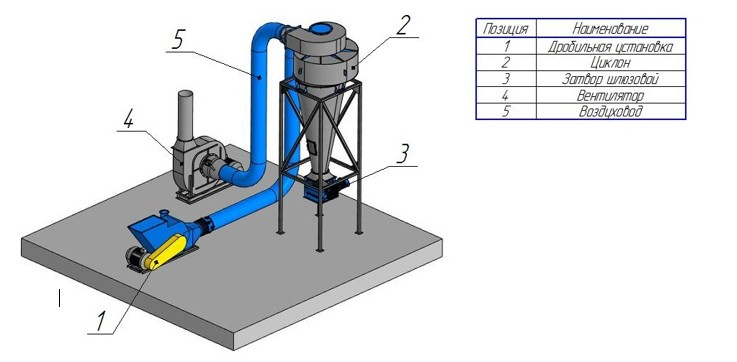 5
2
4
3
1
Позиция Наименование
1 Дробильная установка
2 Циклон
3 Затвор шлюзовой
4 Вентилятор
5 Воздуховод